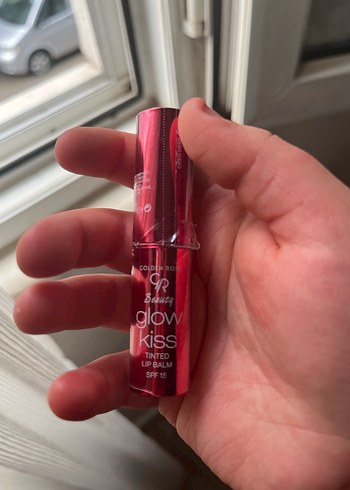 GOLDEN ROSE
GR
Beauty
glow
kiss
TINTED
LIP BALM
SPF 15